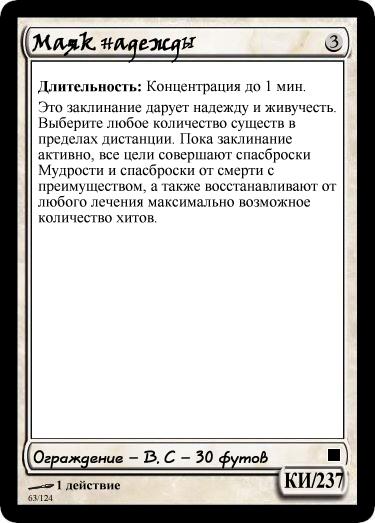 Маяк надежды 3
Длительность: Концентрация до 1 мин.
Это заклинание дарует надежду и живучесть.
Выберите любое количество существ в
пределах дистанции. Пока заклинание
активно, все цели совершают спасброски
Мудрости и спасброски от смерти с
преимуществом, а также восстанавливают от
любого лечения максимально возможное
количество хитов.
Ограждение – В, С – 30 футов
КИ/237
1 действие
63/124